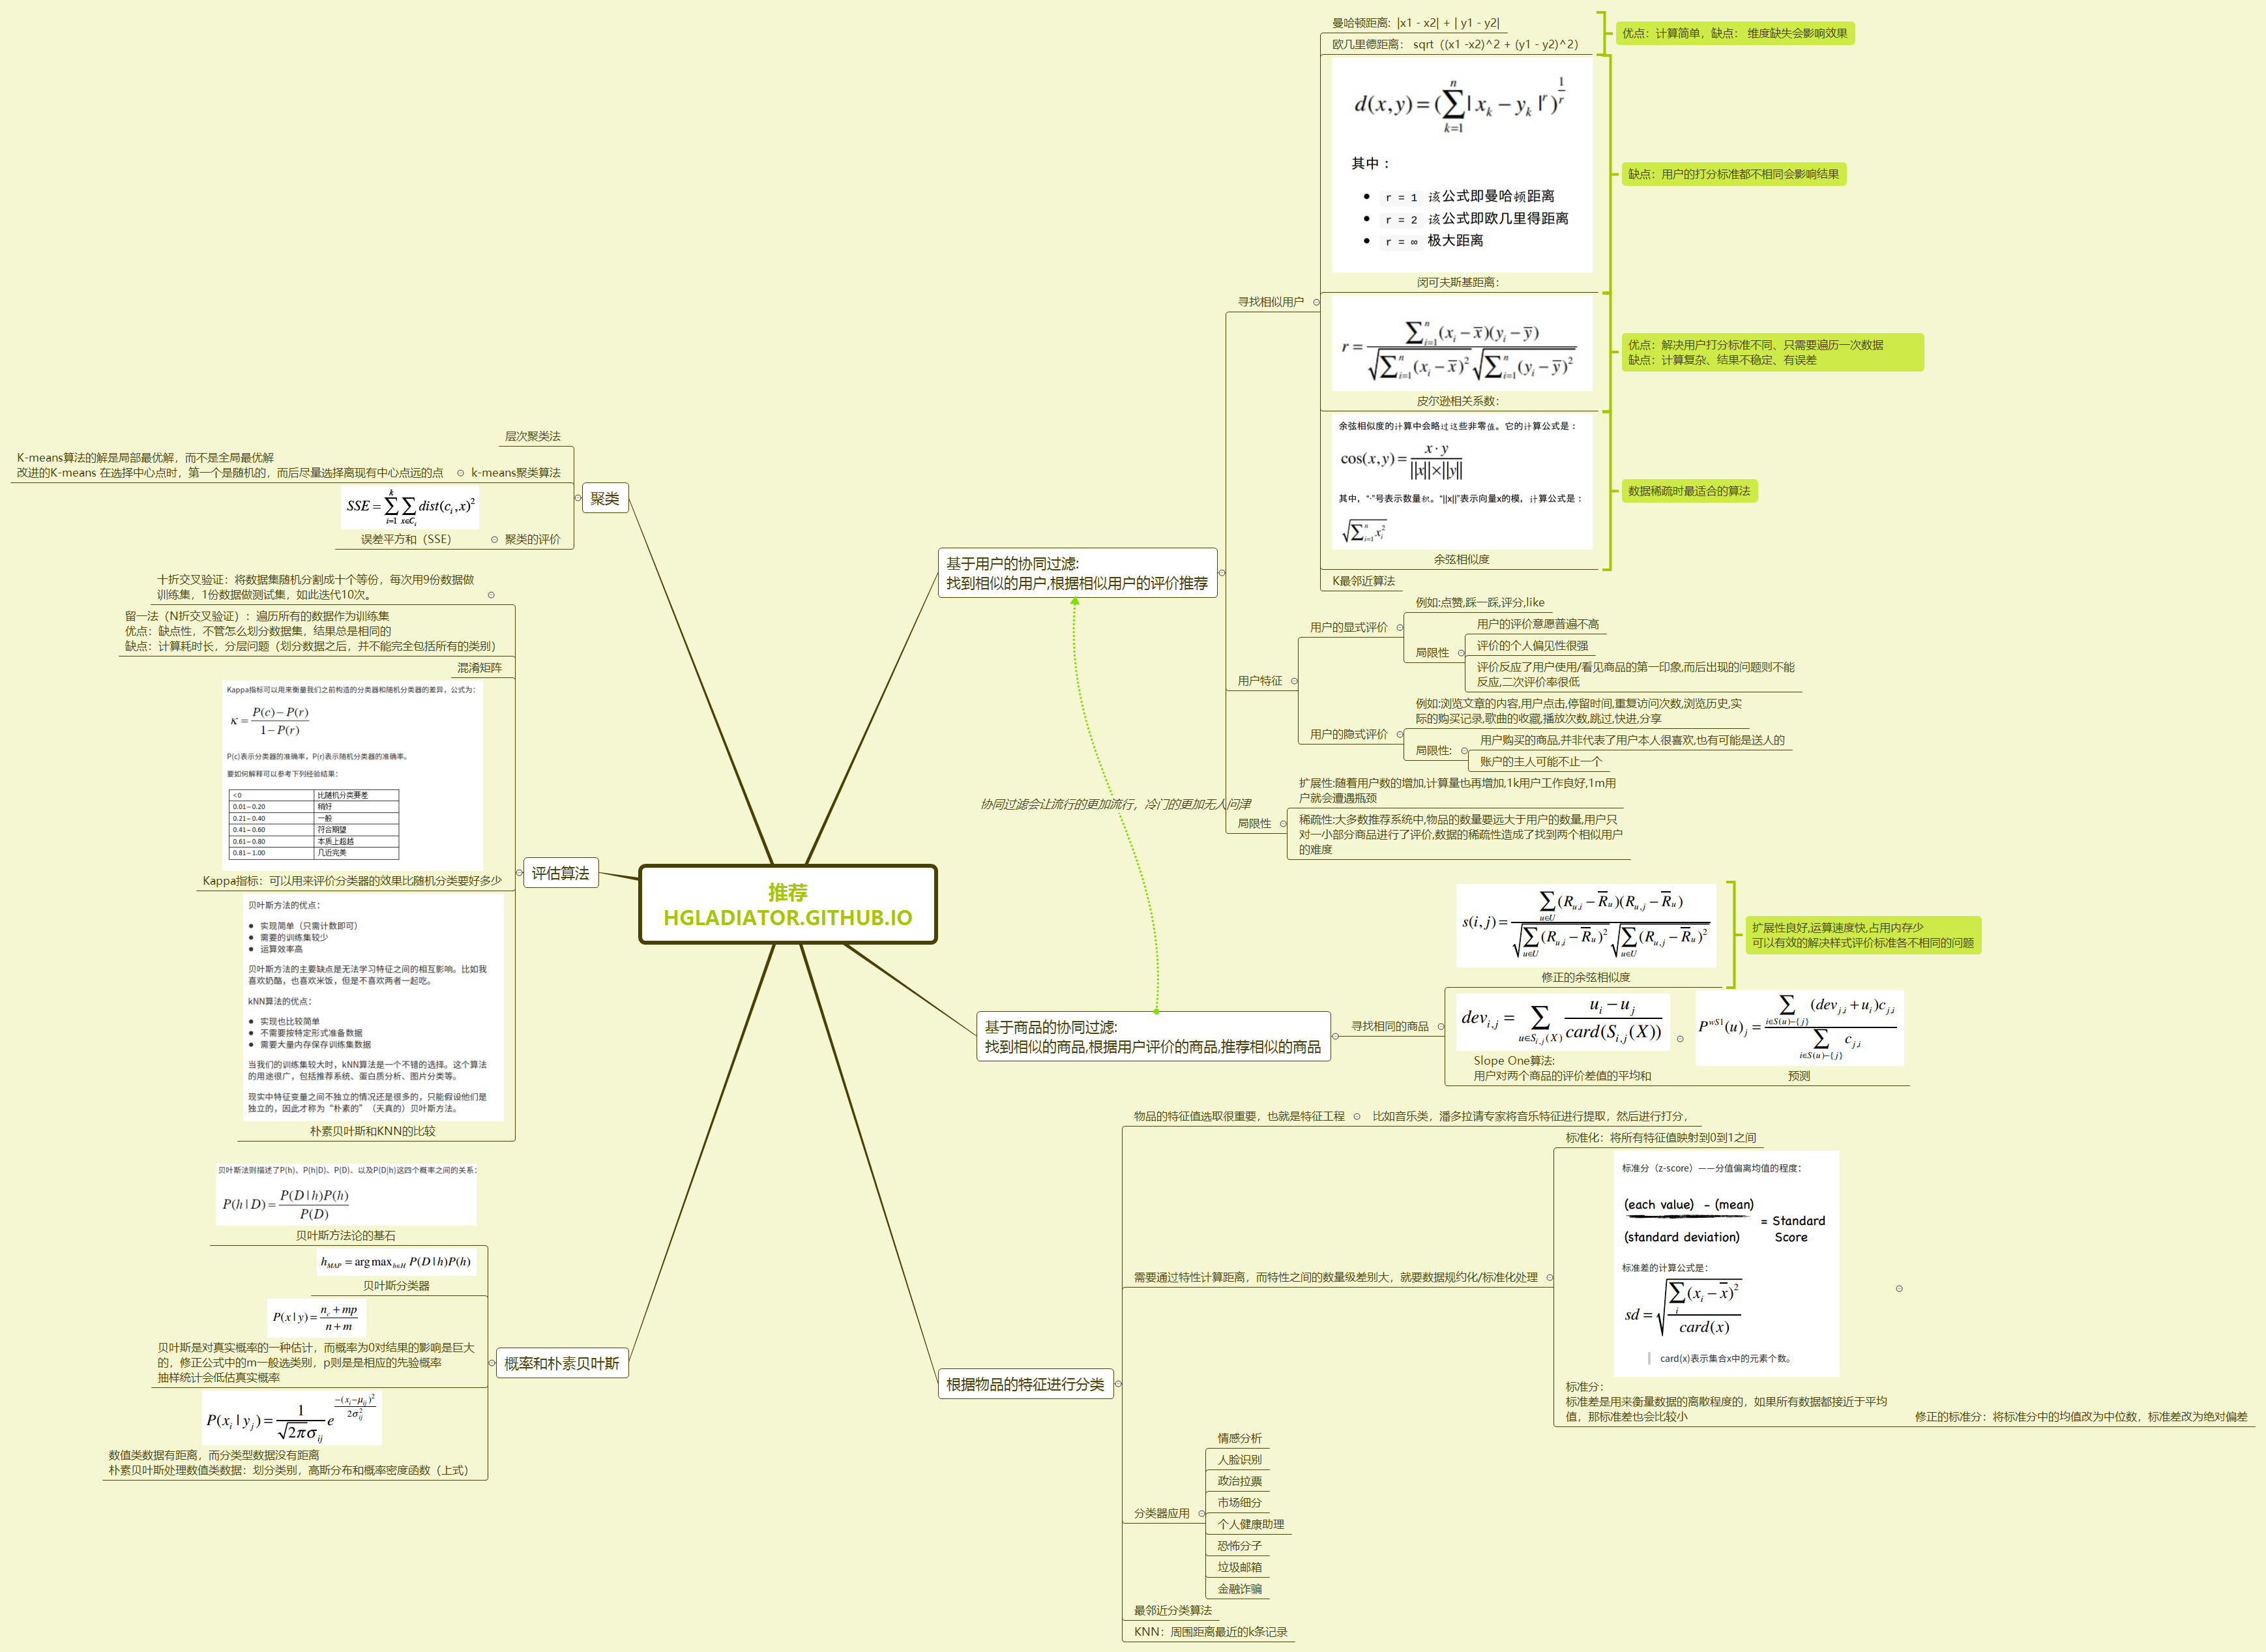 推荐
HGLADIATOR.GITHUB.IO
基于用户的协同过滤:
找到相似的用户,根据相似用户的评价推荐
寻找相似用户
曼哈顿距离: |x1 - x2| + | y1 - y2|
欧几里德距离: sqrt ((x1 -x2)^2 + (y1 - y2)^2)
优点：计算简单，缺点： 维度缺失会影响效果
d(x,y)=(∑_{k=1}^{n}|x_k − y_k|^r)^{1/r}
其中：
r = 1 该公式即曼哈顿距离
r = 2 该公式即欧几里得距离
r = ∞ 极大距离
闵可夫斯基距离：
缺点：用户的打分标准都不相同会影响结果
r = ∑_{i=1}^{n}(x_i − x̄)(y_i − ȳ) / √∑_{i=1}^{n}(x_i − x̄)² √∑_{i=1}^{n}(y_i − ȳ)²
皮尔逊相关系数：
优点：解决用户打分标准不同、只需要遍历一次数据
缺点：计算复杂、结果不稳定、有误差
余弦相似度的计算中会略过这些非零值。它的计算公式是：
cos(x,y) = x · y / ||x||×||y||
其中，“·”号表示数量积。“||x||”表示向量x的模，计算公式是：
√∑_{i=1}^{n} x_i²
余弦相似度
数据稀疏时最适合的算法
K最邻近算法
用户特征
用户的显式评价
例如:点赞,踩一踩,评分,like
局限性
用户的评价意愿普遍不高
评价的个人偏见性很强
评价反应了用户使用/看见商品的第一印象,而后出现的问题则不能
反应,二次评价率很低
用户的隐式评价
例如:浏览文章的内容,用户点击,停留时间,重复访问次数,浏览历史,实
际的购买记录,歌曲的收藏,播放次数,跳过,快进,分享
局限性:
用户购买的商品,并非代表了用户本人很喜欢,也有可能是送人的
账户的主人可能不止一个
局限性
扩展性:随着用户数的增加,计算量也再增加,1k用户工作良好,1m用
户就会遭遇瓶颈
稀疏性:大多数推荐系统中,物品的数量要远大于用户的数量,用户只
对一小部分商品进行了评价,数据的稀疏性造成了找到两个相似用户
的难度
协同过滤会让流行的更加流行，冷门的更加无人问津
基于商品的协同过滤:
找到相似的商品,根据用户评价的商品,推荐相似的商品
寻找相同的商品
s(i,j) = ∑_{u∈U}(R_{u,i} − R̄_u)(R_{u,j} − R̄_u) / √∑_{u∈U}(R_{u,i} − R̄_u)² √∑_{u∈U}(R_{u,j} − R̄_u)²
修正的余弦相似度
扩展性良好,运算速度快,占用内存少
可以有效的解决样式评价标准各不相同的问题
dev_{i,j} = ∑_{u∈S_{i,j}(X)} u_i − u_j / card(S_{i,j}(X))
Slope One算法:
用户对两个商品的评价差值的平均和
P^{wS1}(u)_j = ∑_{i∈S(u)−{j}} (dev_{j,i} + u_i)c_{j,i} / ∑_{i∈S(u)−{j}} c_{j,i}
预测
根据物品的特征进行分类
物品的特征值选取很重要，也就是特征工程
比如音乐类，潘多拉请专家将音乐特征进行提取，然后进行打分，
需要通过特性计算距离，而特性之间的数量级差别大，就要数据规约化/标准化处理
标准化：将所有特征值映射到0到1之间
标准分（z-score）——分值偏离均值的程度：
(each value) - (mean)
(standard deviation)
= Standard
Score
标准差的计算公式是：
sd = √∑_i(x_i − x̄)² / card(x)
card(x)表示集合x中的元素个数。
标准分：
标准差是用来衡量数据的离散程度的，如果所有数据都接近于平均
值，那标准差也会比较小
修正的标准分：将标准分中的均值改为中位数，标准差改为绝对偏差
分类器应用
情感分析
人脸识别
政治拉票
市场细分
个人健康助理
恐怖分子
垃圾邮箱
金融诈骗
最邻近分类算法
KNN：周围距离最近的k条记录
聚类
层次聚类法
k-means聚类算法
K-means算法的解是局部最优解，而不是全局最优解
改进的K-means 在选择中心点时，第一个是随机的，而后尽量选择离现有中心点远的点
聚类的评价
SSE = ∑_{i=1}^{k} ∑_{x∈C_i} dist(c_i,x)²
误差平方和（SSE）
评估算法
十折交叉验证：将数据集随机分割成十个等份，每次用9份数据做
训练集，1份数据做测试集，如此迭代10次。
留一法（N折交叉验证）：遍历所有的数据作为训练集
优点：缺点性，不管怎么划分数据集，结果总是相同的
缺点：计算耗时长，分层问题（划分数据之后，并不能完全包括所有的类别）
混淆矩阵
Kappa指标可以用来衡量我们之前构造的分类器和随机分类器的差异，公式为：
κ = P(c)−P(r) / 1−P(r)
P(c)表示分类器的准确率，P(r)表示随机分类器的准确率。
要如何解释可以参考下列经验结果：
< 0 比随机分类要差
0.01 – 0.20 稍好
0.21 – 0.40 一般
0.41 – 0.60 符合期望
0.61 – 0.80 本质上超越
0.81 – 1.00 几近完美
Kappa指标：可以用来评价分类器的效果比随机分类要好多少
贝叶斯方法的优点：
实现简单（只需计数即可）
需要的训练集较少
运算效率高
贝叶斯方法的主要缺点是无法学习特征之间的相互影响。比如我
喜欢奶酪，也喜欢米饭，但是不喜欢两者一起吃。
kNN算法的优点：
实现也比较简单
不需要按特定形式准备数据
需要大量内存保存训练集数据
当我们的训练集较大时，kNN算法是一个不错的选择。这个算法
的用途很广，包括推荐系统、蛋白质分析、图片分类等。
现实中特征变量之间不独立的情况还是很多的，只能假设他们是
独立的，因此才称为“朴素的”（天真的）贝叶斯方法。
朴素贝叶斯和KNN的比较
概率和朴素贝叶斯
贝叶斯法则描述了P(h)、P(h|D)、P(D)、以及P(D|h)这四个概率之间的关系：
P(h | D) = P(D | h)P(h) / P(D)
贝叶斯方法论的基石
h_{MAP} = arg max_{h∈H} P(D | h)P(h)
贝叶斯分类器
P(x | y) = n_c + mp / n + m
贝叶斯是对真实概率的一种估计，而概率为0对结果的影响是巨大
的，修正公式中的m一般选类别，p则是是相应的先验概率
抽样统计会低估真实概率
P(x_i | y_j) = 1 / √2π σ_{ij} e^{−(x_i−μ_{ij})² / 2σ_{ij}²}
数值类数据有距离，而分类型数据没有距离
朴素贝叶斯处理数值类数据：划分类别，高斯分布和概率密度函数（上式）